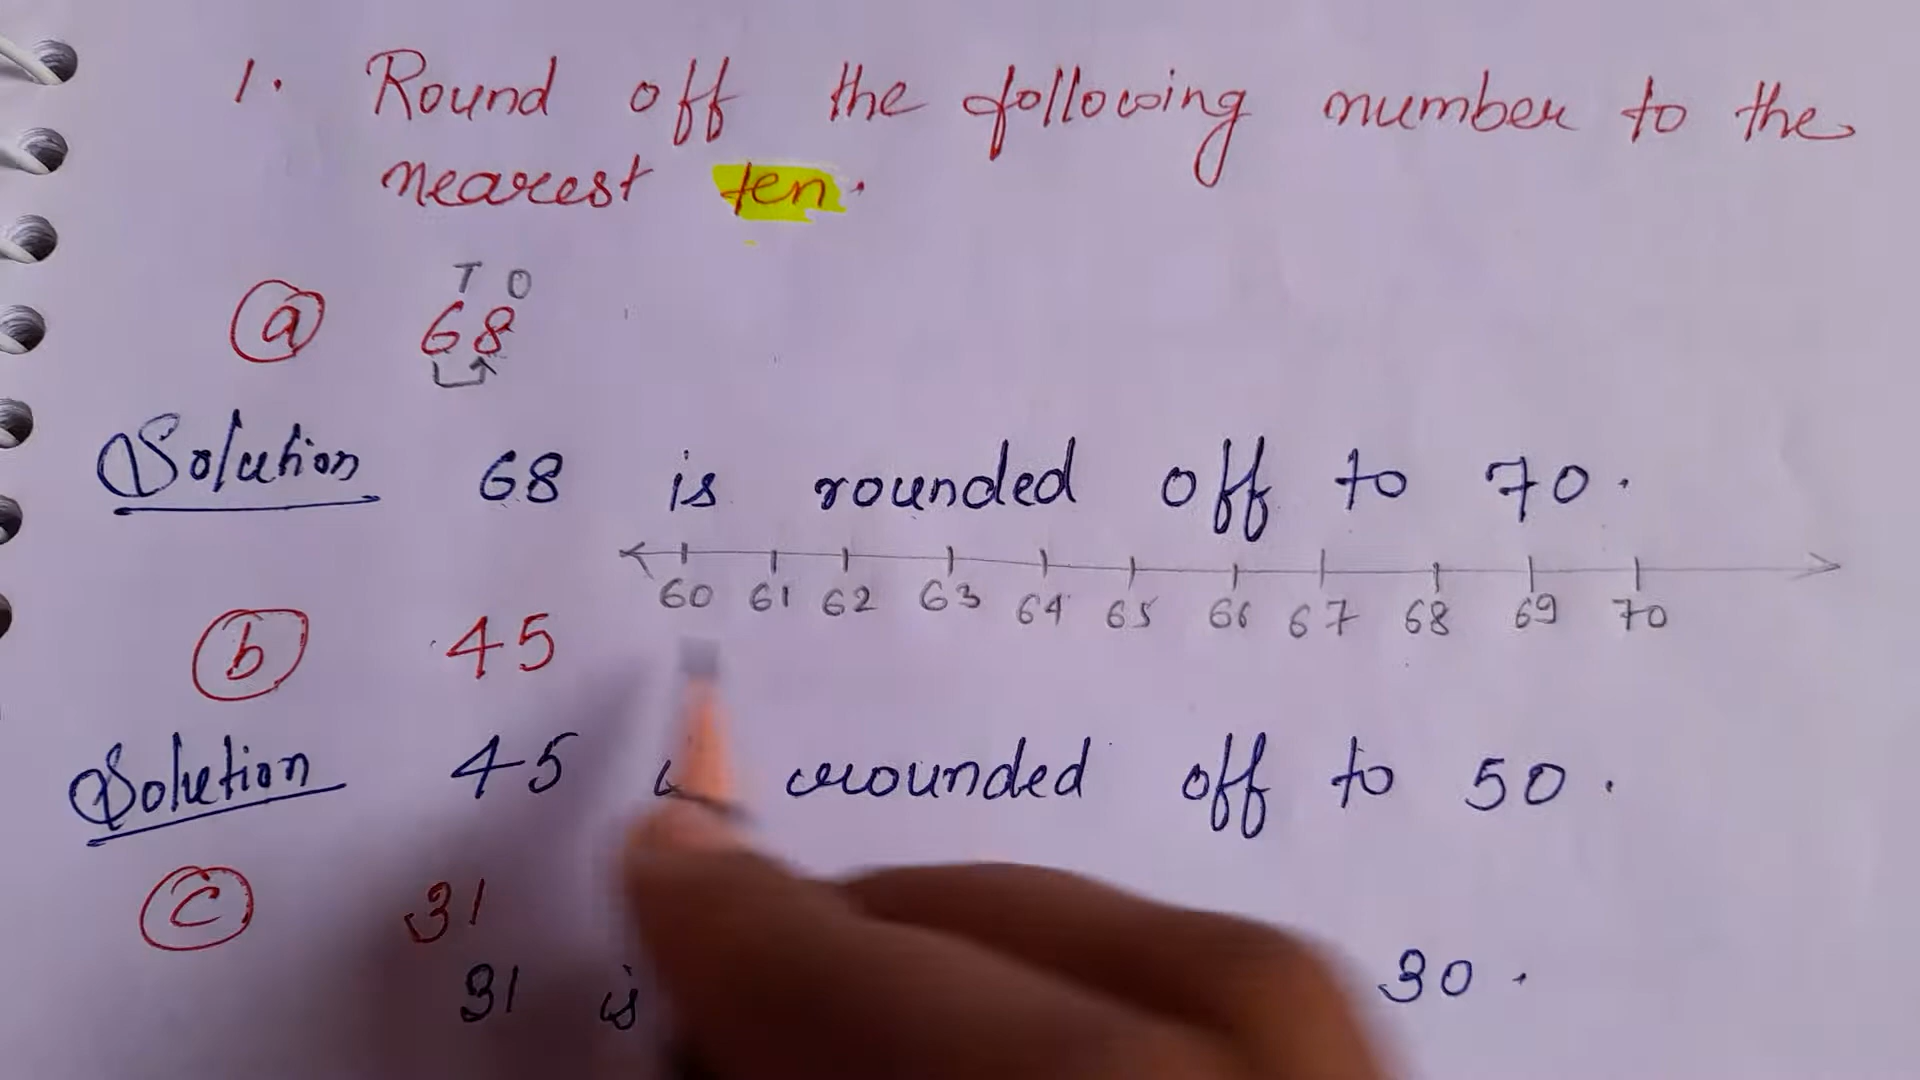 1. Round off the following number to the
nearest ten.
T O
a 68
Solution 68 is rounded off to 70.
60 61 62 63 64 65 66 67 68 69 70
b 45
Solution 45 rounded off to 50.
c 31
31 is 30.